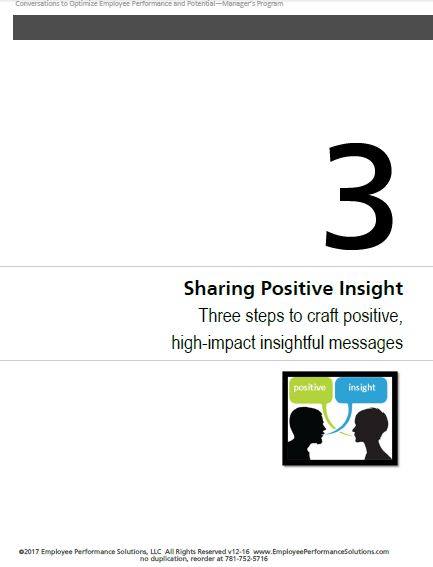 Conversations to Optimize Employee Performance and Potential—Manager's Program
3
Sharing Positive Insight
Three steps to craft positive,
high-impact insightful messages
positive insight
©2017 Employee Performance Solutions, LLC All Rights Reserved v12-16 www.EmployeePerformanceSolutions.com
no duplication, reorder at 781-752-5716